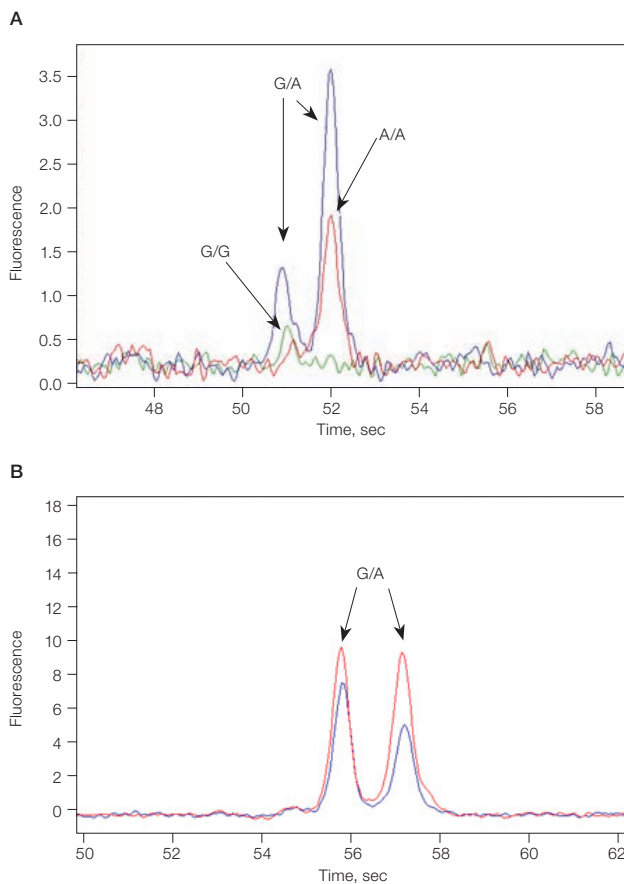 A
3.5
3.0
2.5
2.0
1.5
1.0
0.5
0.0
Fluorescence
G/A
A/A
G/G
48 50 52 54 56 58
Time, sec
B
18
16
14
12
10
8
6
4
2
0
Fluorescence
G/A
50 52 54 56 58 60 62
Time, sec